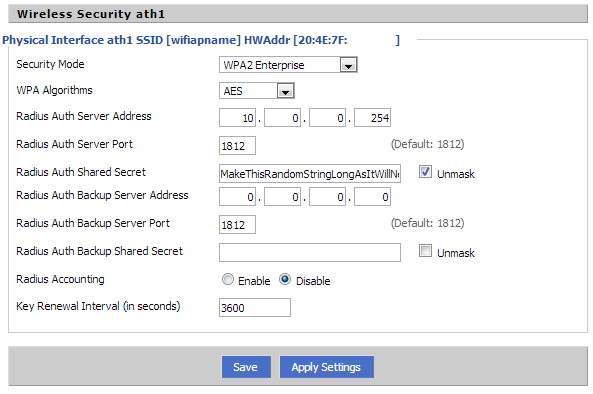 Wireless Security ath1
Physical Interface ath1 SSID [wifiapname] HWAddr [20:4E:7F: ]
Security Mode WPA2 Enterprise
WPA Algorithms AES
Radius Auth Server Address 10 . 0 . 0 . 254
Radius Auth Server Port 1812 (Default: 1812)
Radius Auth Shared Secret MakeThisRandomStringLongAsItWillNe Unmask
Radius Auth Backup Server Address 0 . 0 . 0 . 0
Radius Auth Backup Server Port 1812 (Default: 1812)
Radius Auth Backup Shared Secret Unmask
Radius Accounting Enable Disable
Key Renewal Interval (in seconds) 3600
Save Apply Settings